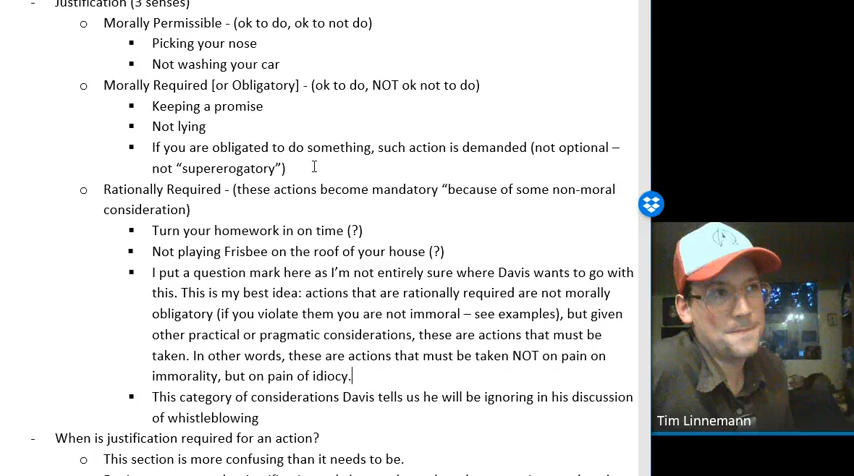 - Justification (3 senses)
o Morally Permissible - (ok to do, ok to not do)
▪ Picking your nose
▪ Not washing your car
o Morally Required [or Obligatory] - (ok to do, NOT ok not to do)
▪ Keeping a promise
▪ Not lying
▪ If you are obligated to do something, such action is demanded (not optional –
not “supererogatory”)
o Rationally Required - (these actions become mandatory “because of some non-moral
consideration)
▪ Turn your homework in on time (?)
▪ Not playing Frisbee on the roof of your house (?)
▪ I put a question mark here as I’m not entirely sure where Davis wants to go with
this. This is my best idea: actions that are rationally required are not morally
obligatory (if you violate them you are not immoral – see examples), but given
other practical or pragmatic considerations, these are actions that must be
taken. In other words, these are actions that must be taken NOT on pain on
immorality, but on pain of idiocy.
▪ This category of considerations Davis tells us he will be ignoring in his discussion
of whistleblowing
- When is justification required for an action?
o This section is more confusing than it needs to be.
Tim Linnemann